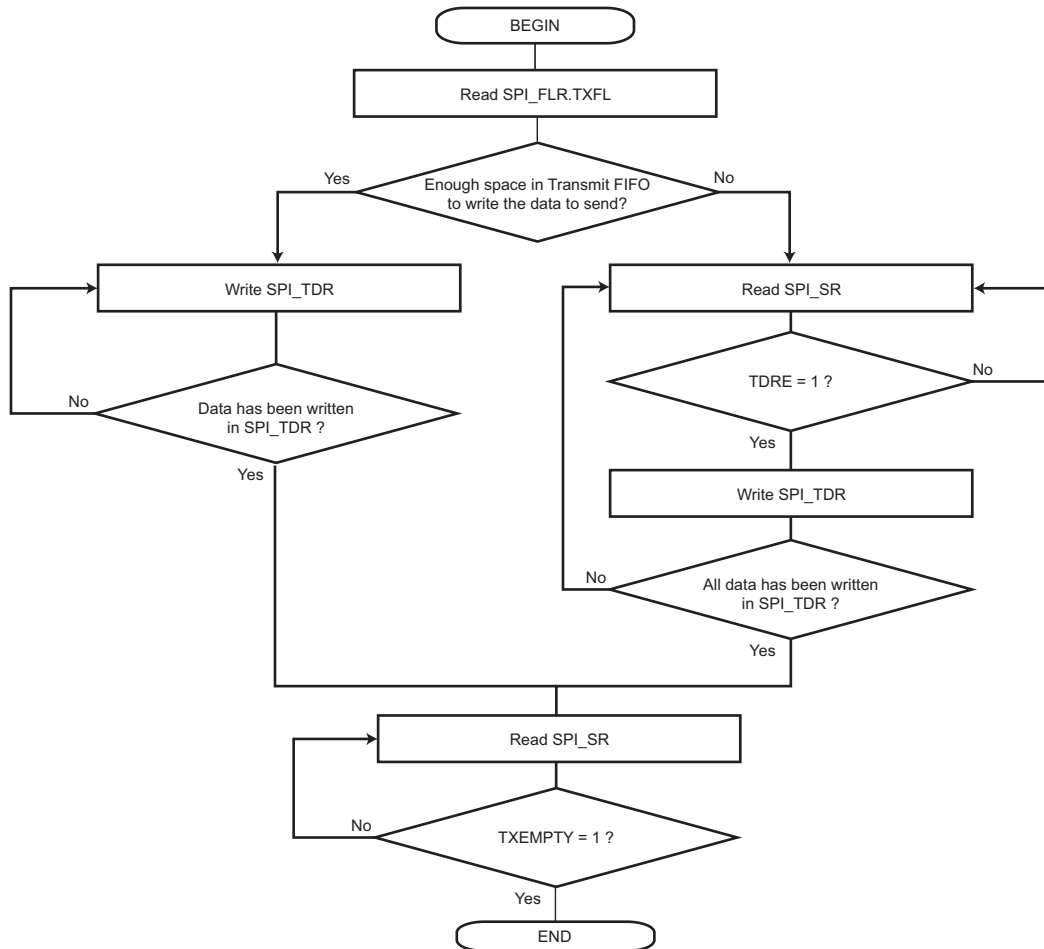 BEGIN
Read SPI_FLR.TXFL
Yes
Enough space in Transmit FIFO
to write the data to send?
No
Write SPI_TDR
Read SPI_SR
No
Data has been written
in SPI_TDR ?
Yes
TDRE = 1 ?
No
Yes
Write SPI_TDR
No
All data has been written
in SPI_TDR ?
Yes
Read SPI_SR
No
TXEMPTY = 1 ?
Yes
END